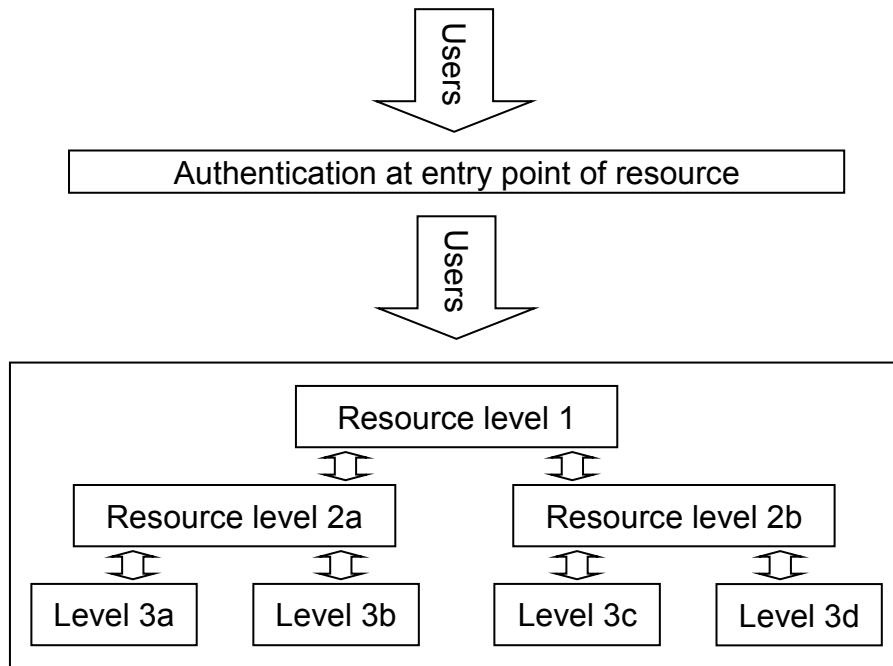 Users
Authentication at entry point of resource
Users
Resource level 1
Resource level 2a
Resource level 2b
Level 3a
Level 3b
Level 3c
Level 3d